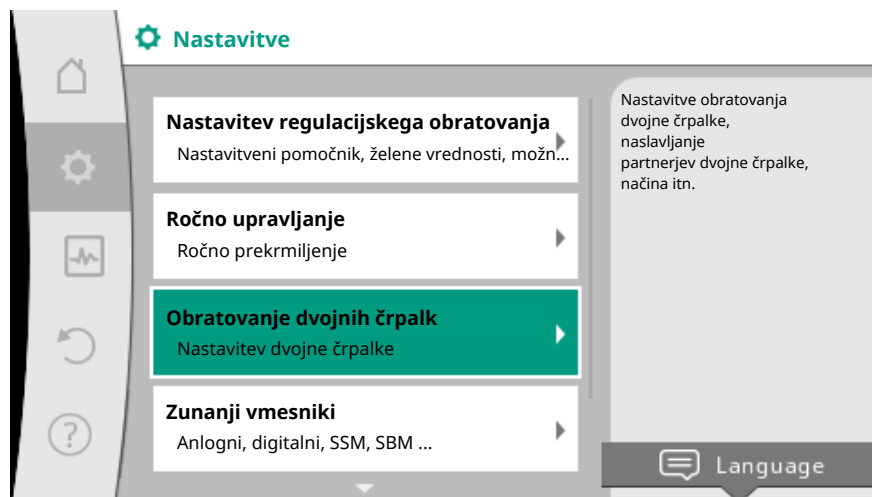 Nastavitve
Nastavitev regulacijskega obratovanja
Nastavitveni pomočnik, želene vrednosti, možn...
Ročno upravljanje
Ročno prekrmiljenje
Obratovanje dvojnih črpalk
Nastavitev dvojne črpalke
Zunanji vmesniki
Anlogni, digitalni, SSM, SBM ...
Nastavitve obratovanja
dvojne črpalke,
naslavljanje
partnerjev dvojne črpalke,
načina itn.
Language